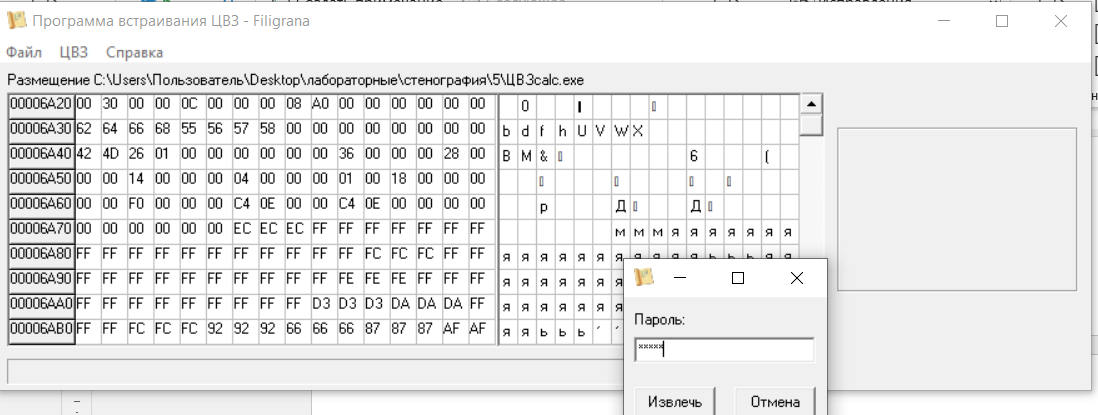 Программа встраивания ЦВЗ - Filigrana
Файл ЦВЗ Справка
Размещение C:\Users\Пользователь\Desktop\лабораторные\стенография\5\ЦВЗcalc.exe
00006A20 00 30 00 00 0C 00 00 00 08 A0 00 00 00 00 00 00 0
00006A30 62 64 66 68 55 56 57 58 00 00 00 00 00 00 00 00 b d f h U V W X
00006A40 42 4D 26 01 00 00 00 00 00 00 36 00 00 00 28 00 B M & 6 (
00006A50 00 00 14 00 00 00 04 00 00 00 01 00 18 00 00 00
00006A60 00 00 F0 00 00 00 C4 0E 00 00 C4 0E 00 00 00 00 р Д Д
00006A70 00 00 00 00 00 00 EC EC EC FF FF FF FF FF FF FF м м м я я я я я я я
00006A80 FF FF FF FF FF FF FF FF FF FF FF FC FC FC FF FF я я я я я я я я я я я ь ь ь я я
00006A90 FF FF FF FF FF FF FF FF FF FF FE FE FE FE FF FF я я я я я я
00006AA0 FF FF FF FF FF FF FF FF FF D3 D3 D3 DA DA DA FF я я я я я я
00006AB0 FF FF FC FC FC 92 92 92 66 66 66 87 87 87 AF AF я я ь ь ь ’ ’
Пароль:
*****
Извлечь Отмена